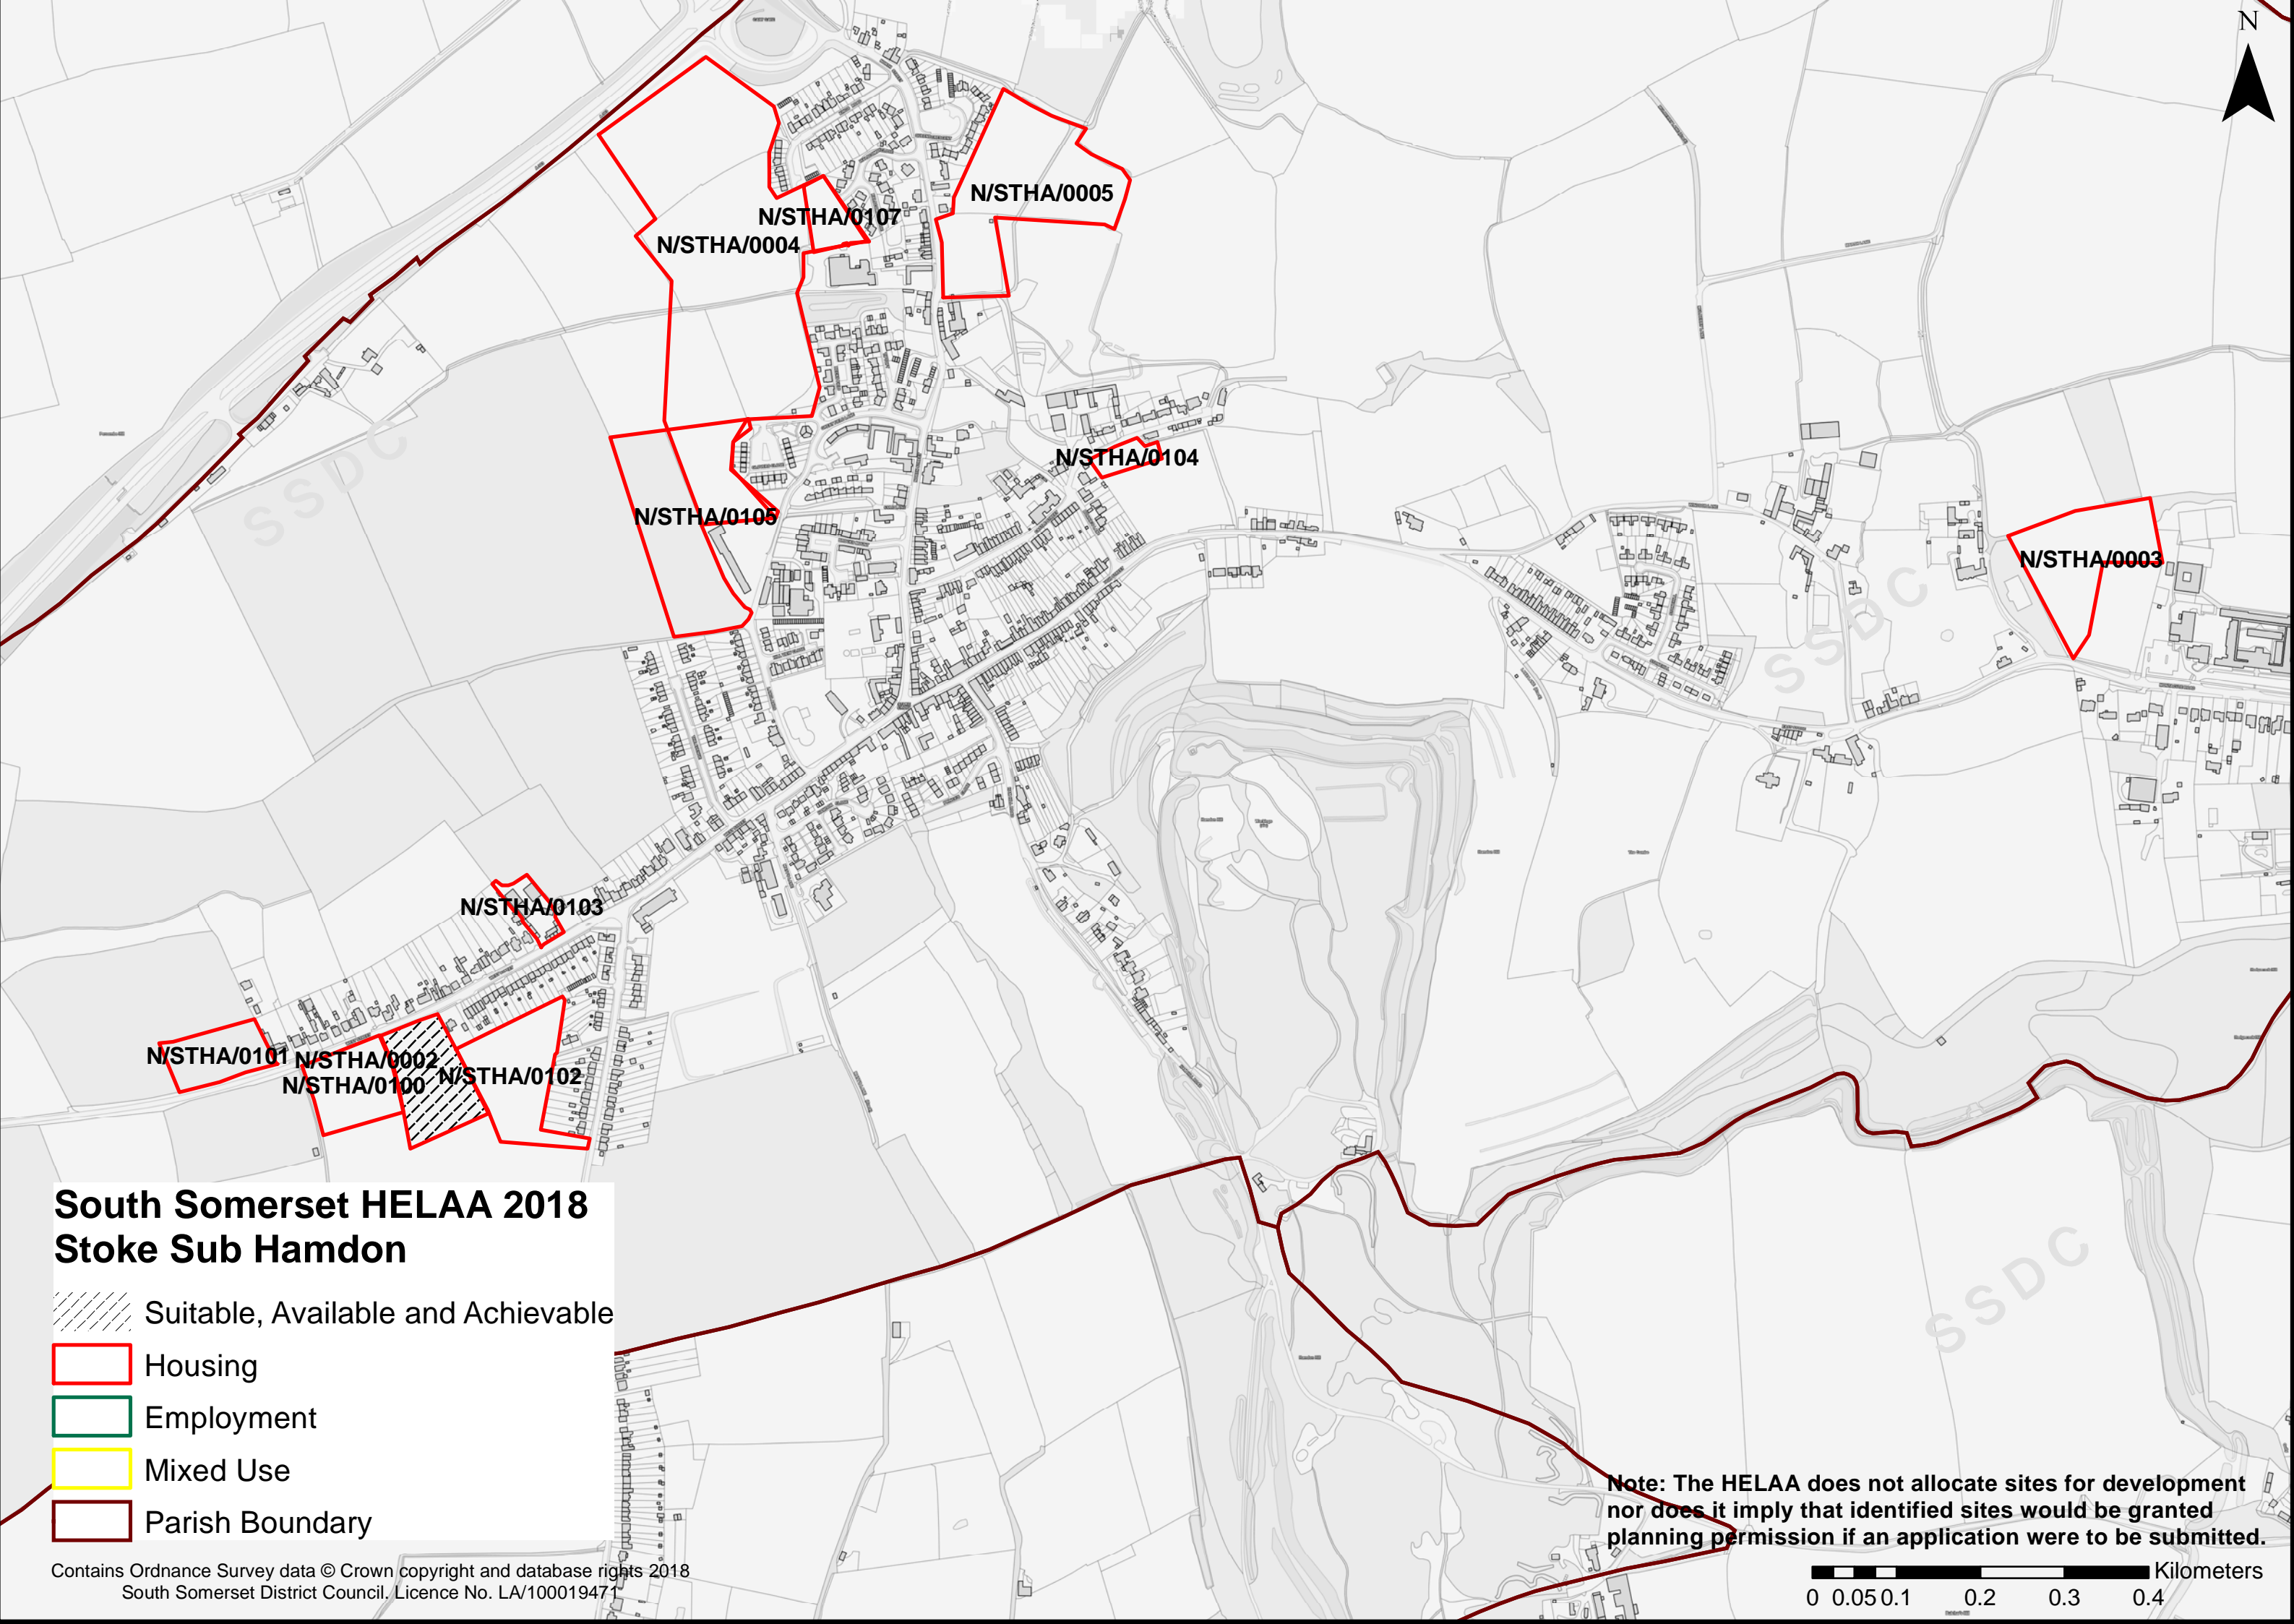 N
N/STHA/0005
N/STHA/0107
N/STHA/0004
N/STHA/0104
SSDC
N/STHA/0105
N/STHA/0003
SSDC
N/STHA/0103
N/STHA/0101
N/STHA/0002
N/STHA/0100
N/STHA/0102
South Somerset HELAA 2018
Stoke Sub Hamdon
Suitable, Available and Achievable
Housing
Employment
Mixed Use
Parish Boundary
Contains Ordnance Survey data © Crown copyright and database rights 2018
South Somerset District Council. Licence No. LA/100019471
SSDC
Note: The HELAA does not allocate sites for development
nor does it imply that identified sites would be granted
planning permission if an application were to be submitted.
Kilometers
0 0.05 0.1 0.2 0.3 0.4